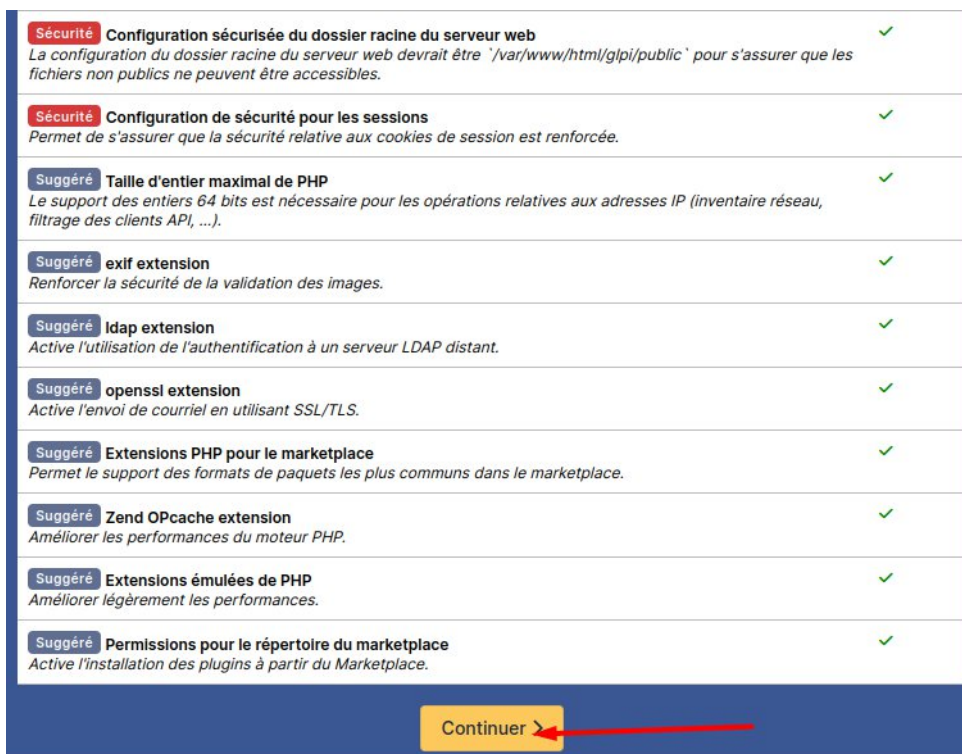 Sécurité Configuration sécurisée du dossier racine du serveur web
La configuration du dossier racine du serveur web devrait être `/var/www/html/glpi/public` pour s'assurer que les
fichiers non publics ne peuvent être accessibles.
Sécurité Configuration de sécurité pour les sessions
Permet de s'assurer que la sécurité relative aux cookies de session est renforcée.
Suggéré Taille d'entier maximal de PHP
Le support des entiers 64 bits est nécessaire pour les opérations relatives aux adresses IP (inventaire réseau,
filtrage des clients API, ...).
Suggéré exif extension
Renforcer la sécurité de la validation des images.
Suggéré ldap extension
Active l'utilisation de l'authentification à un serveur LDAP distant.
Suggéré openssl extension
Active l'envoi de courriel en utilisant SSL/TLS.
Suggéré Extensions PHP pour le marketplace
Permet le support des formats de paquets les plus communs dans le marketplace.
Suggéré Zend OPcache extension
Améliorer les performances du moteur PHP.
Suggéré Extensions émulées de PHP
Améliorer légèrement les performances.
Suggéré Permissions pour le répertoire du marketplace
Active l'installation des plugins à partir du Marketplace.
Continuer